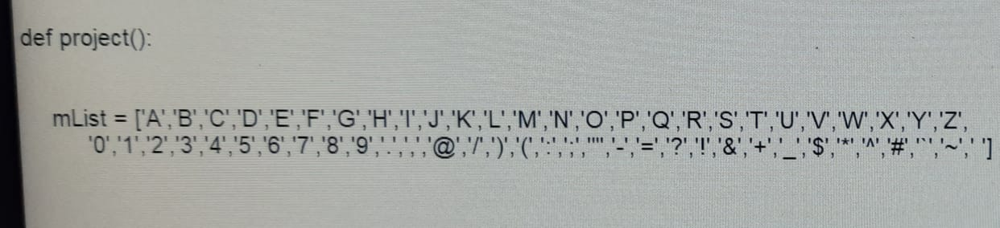 def project():
mList = ['A','B','C','D','E','F','G','H','I','J','K','L','M','N','O','P','Q','R','S','T','U','V','W','X','Y','Z',
'0','1','2','3','4','5','6','7','8','9','.',',','@','/',')','(',':',';','"','-','=','?','!','&','+','_','$','*','^','#','`','~',' ']